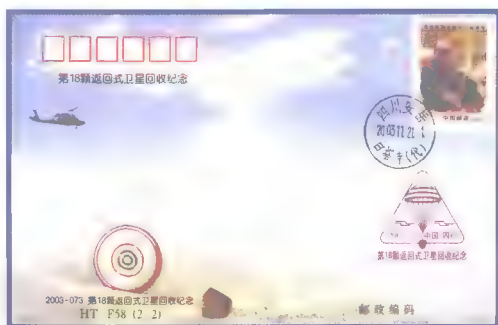 第18颗返回式卫星回收纪念
中国邮政
四川
2003.11.21
(代)
中国·四川
第18颗返回式卫星回收纪念
2003-073 第18颗返回式卫星回收纪念
HT F58 (2-2)
邮政编码